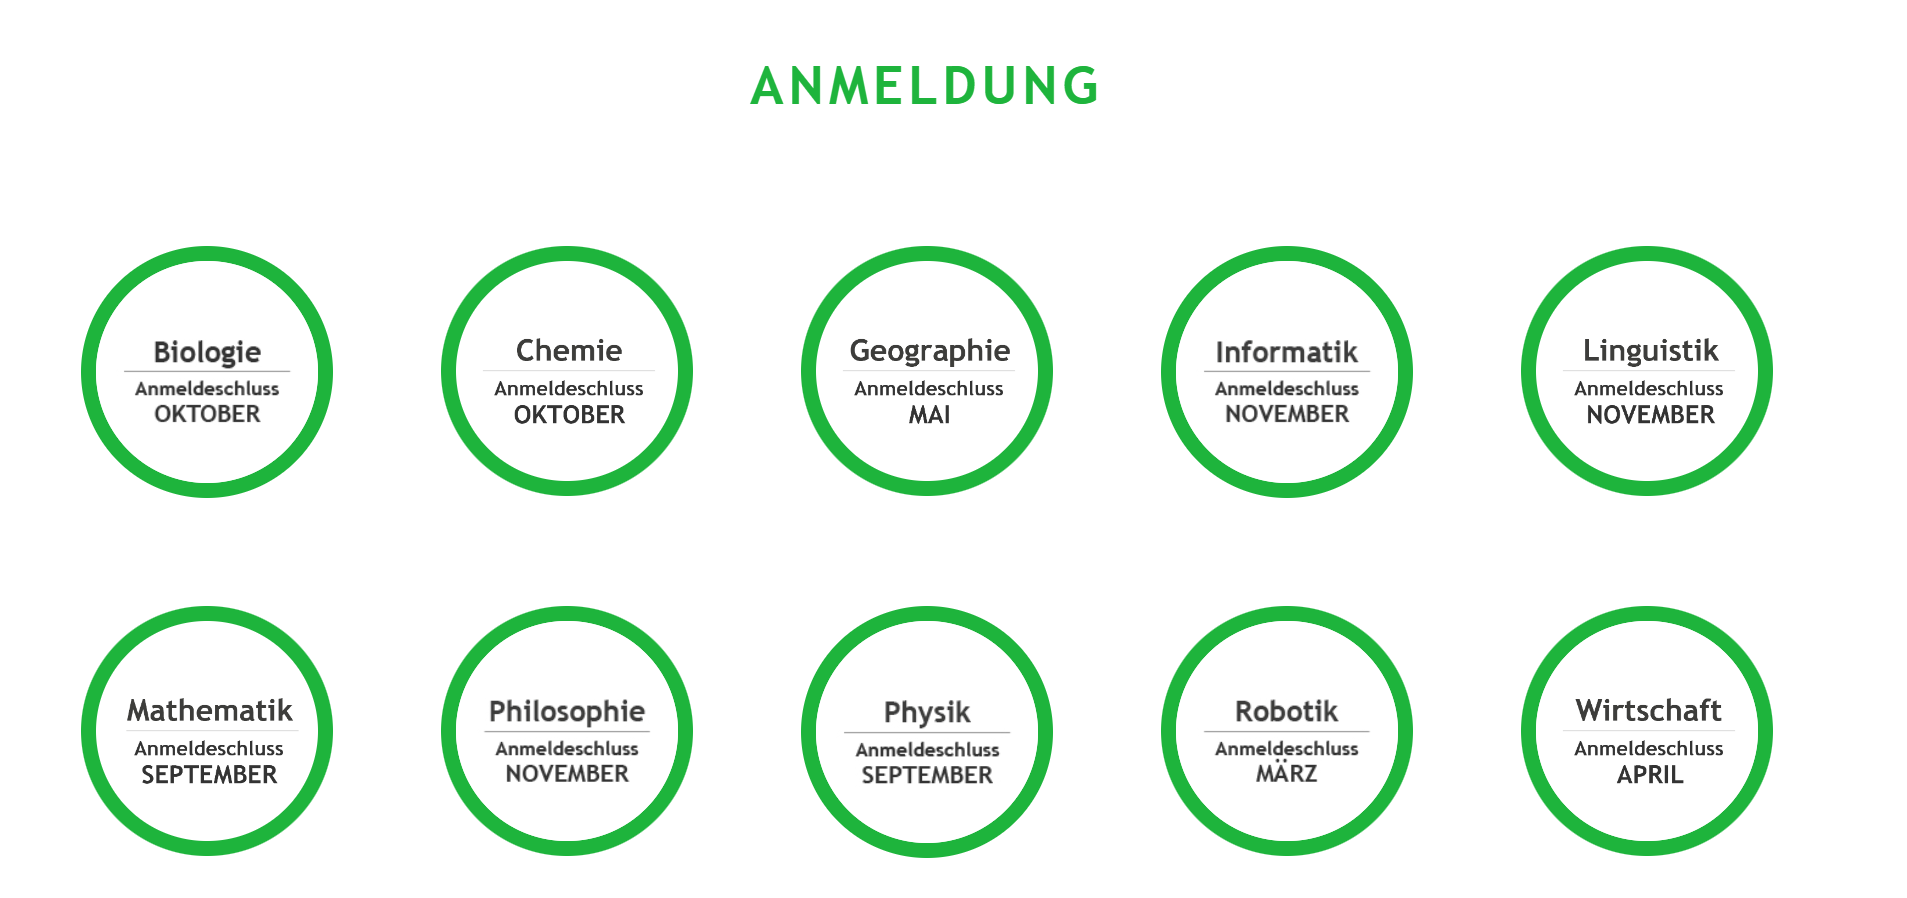 ANMELDUNG
Biologie
Anmeldeschluss
OKTOBER
Chemie
Anmeldeschluss
OKTOBER
Geographie
Anmeldeschluss
MAI
Informatik
Anmeldeschluss
NOVEMBER
Linguistik
Anmeldeschluss
NOVEMBER
Mathematik
Anmeldeschluss
SEPTEMBER
Philosophie
Anmeldeschluss
NOVEMBER
Physik
Anmeldeschluss
SEPTEMBER
Robotik
Anmeldeschluss
MÄRZ
Wirtschaft
Anmeldeschluss
APRIL